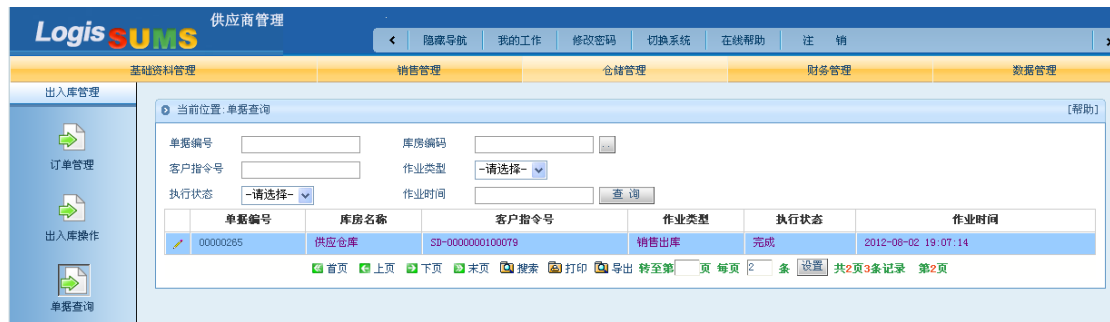 Logis SUMS 供应商管理
隐藏导航 我的工作 修改密码 切换系统 在线帮助 注 销
基础资料管理 销售管理 仓储管理 财务管理 数据管理
出入库管理
当前位置:单据查询 [帮助]
单据编号 库房编码 ..
客户指令号 作业类型 -请选择-
执行状态 -请选择- 作业时间 查 询
单据编号 库房名称 客户指令号 作业类型 执行状态 作业时间
00000265 供应仓库 SD-0000000100079 销售出库 完成 2012-08-02 19:07:14
首页 上页 下页 末页 搜索 打印 导出 转至第 页 每页 2 条 设置 共2页3条记录 第2页
订单管理
出入库操作
单据查询